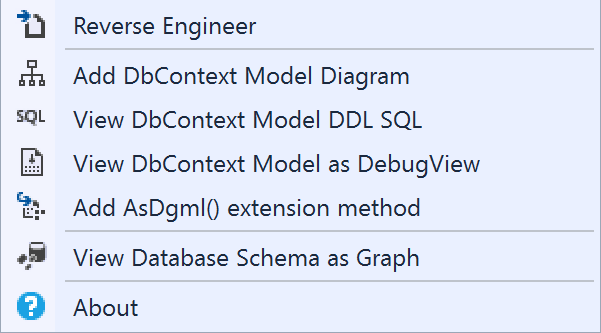 Reverse Engineer
Add DbContext Model Diagram
SQL View DbContext Model DDL SQL
View DbContext Model as DebugView
Add AsDgml() extension method
View Database Schema as Graph
? About